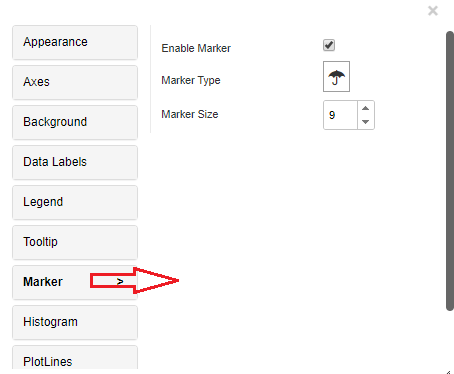 ×
Appearance
Axes
Background
Data Labels
Legend
Tooltip
Marker >
Histogram
PlotLines
Enable Marker
Marker Type
Marker Size 9